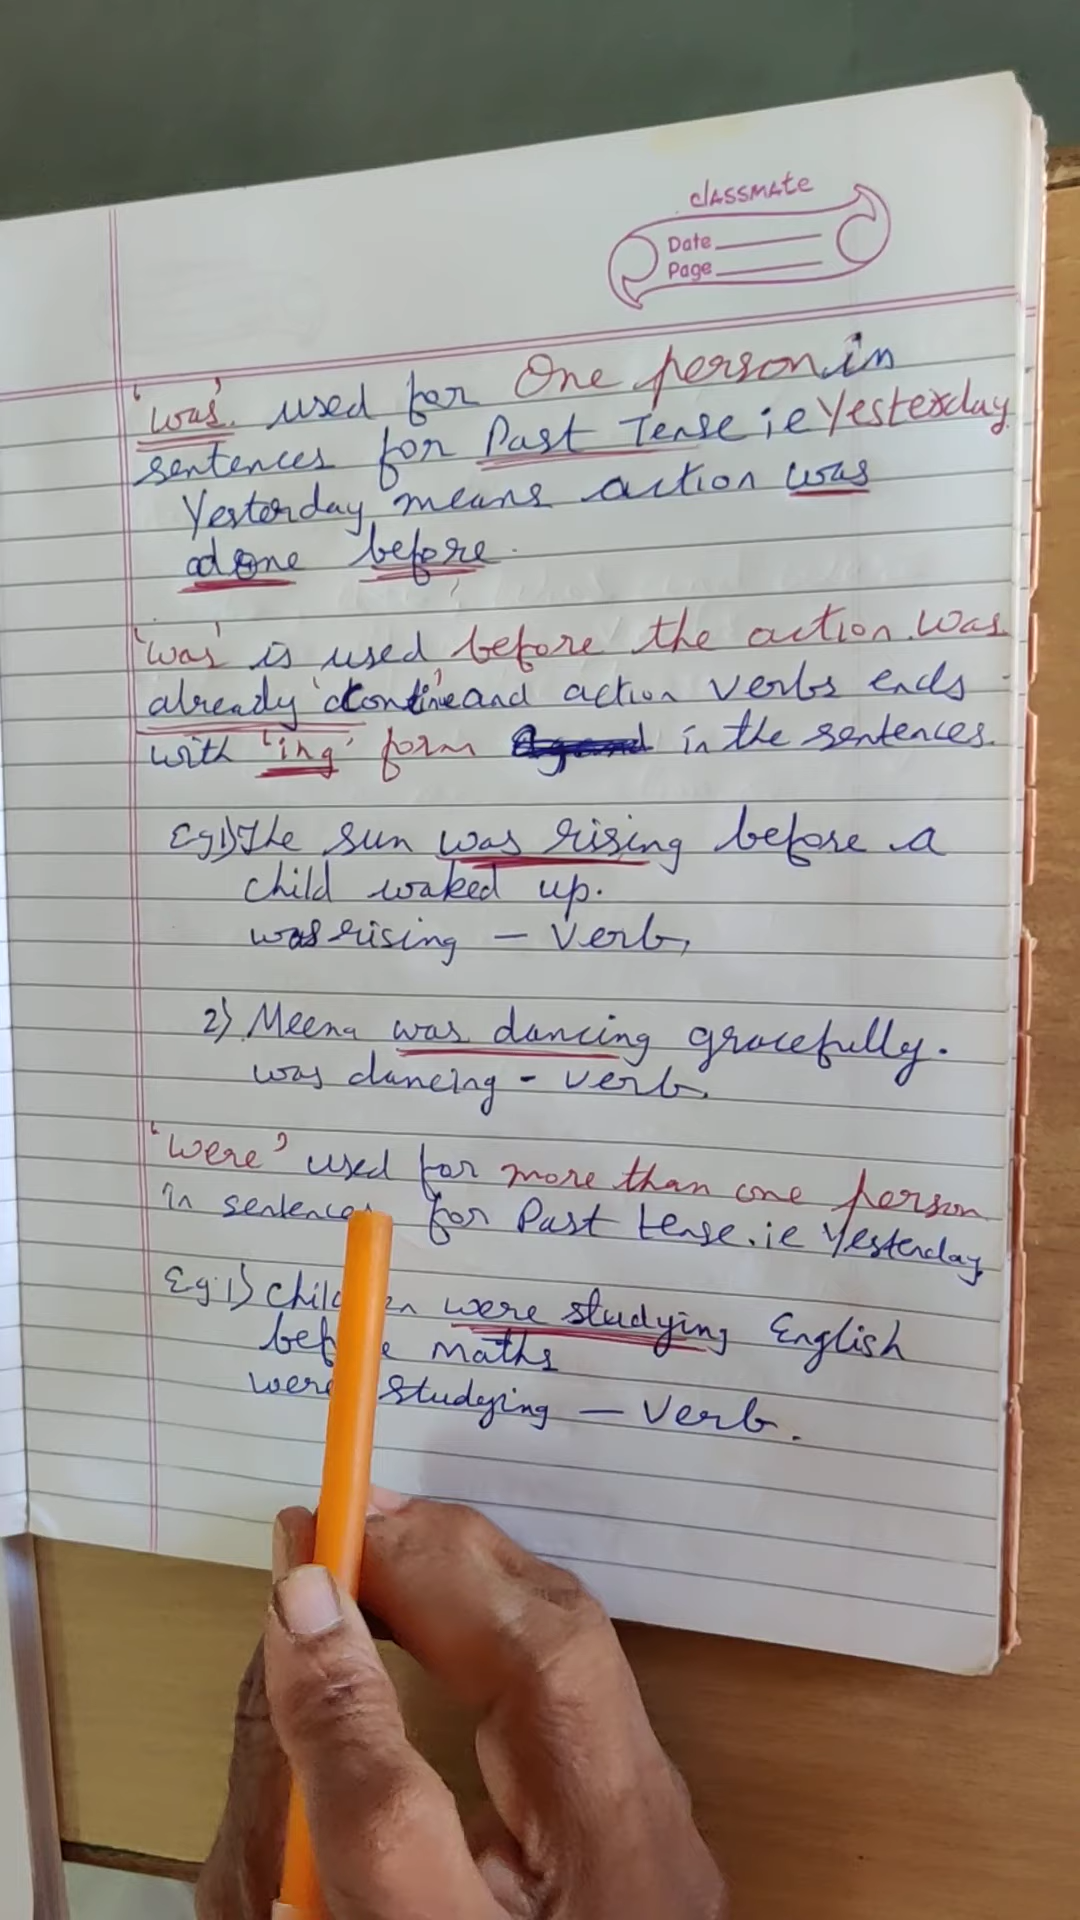 classmate
Date
Page
'was' used for One person in
sentences for Past Tense ie Yesterday
Yesterday means action was
done before.
'was' is used before the action was
already and action verbs ends
with 'ing' form in the sentences.
Eg 1) The sun was rising before a
child waked up.
was rising - Verb,
2) Meena was dancing gracefully.
was dancing - verb.
'were' used for more than one person
in sentences for Past tense. ie Yesterday
Eg: 1) Children were studying English
before maths
were studying - Verb.